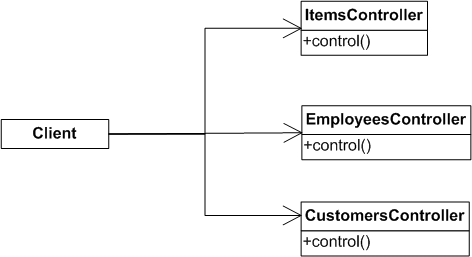 ItemsController
+control()
Client
EmployeesController
+control()
CustomersController
+control()